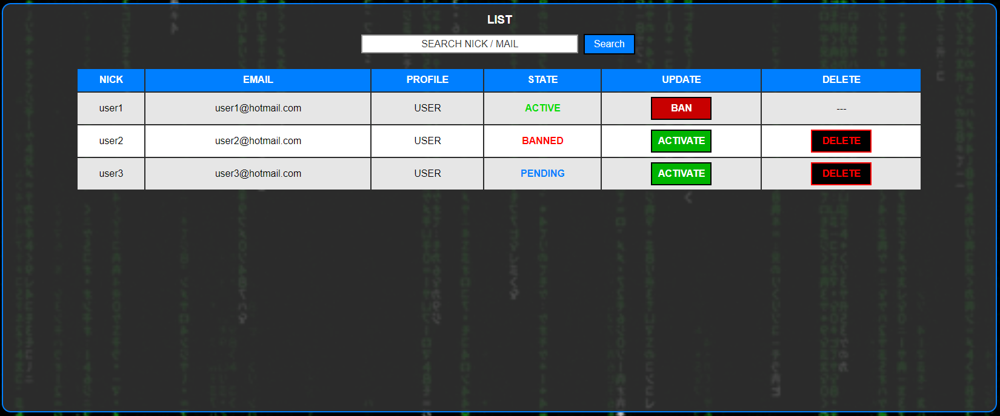 LIST
SEARCH NICK / MAIL Search
NICK EMAIL PROFILE STATE UPDATE DELETE
user1 user1@hotmail.com USER ACTIVE BAN ---
user2 user2@hotmail.com USER BANNED ACTIVATE DELETE
user3 user3@hotmail.com USER PENDING ACTIVATE DELETE